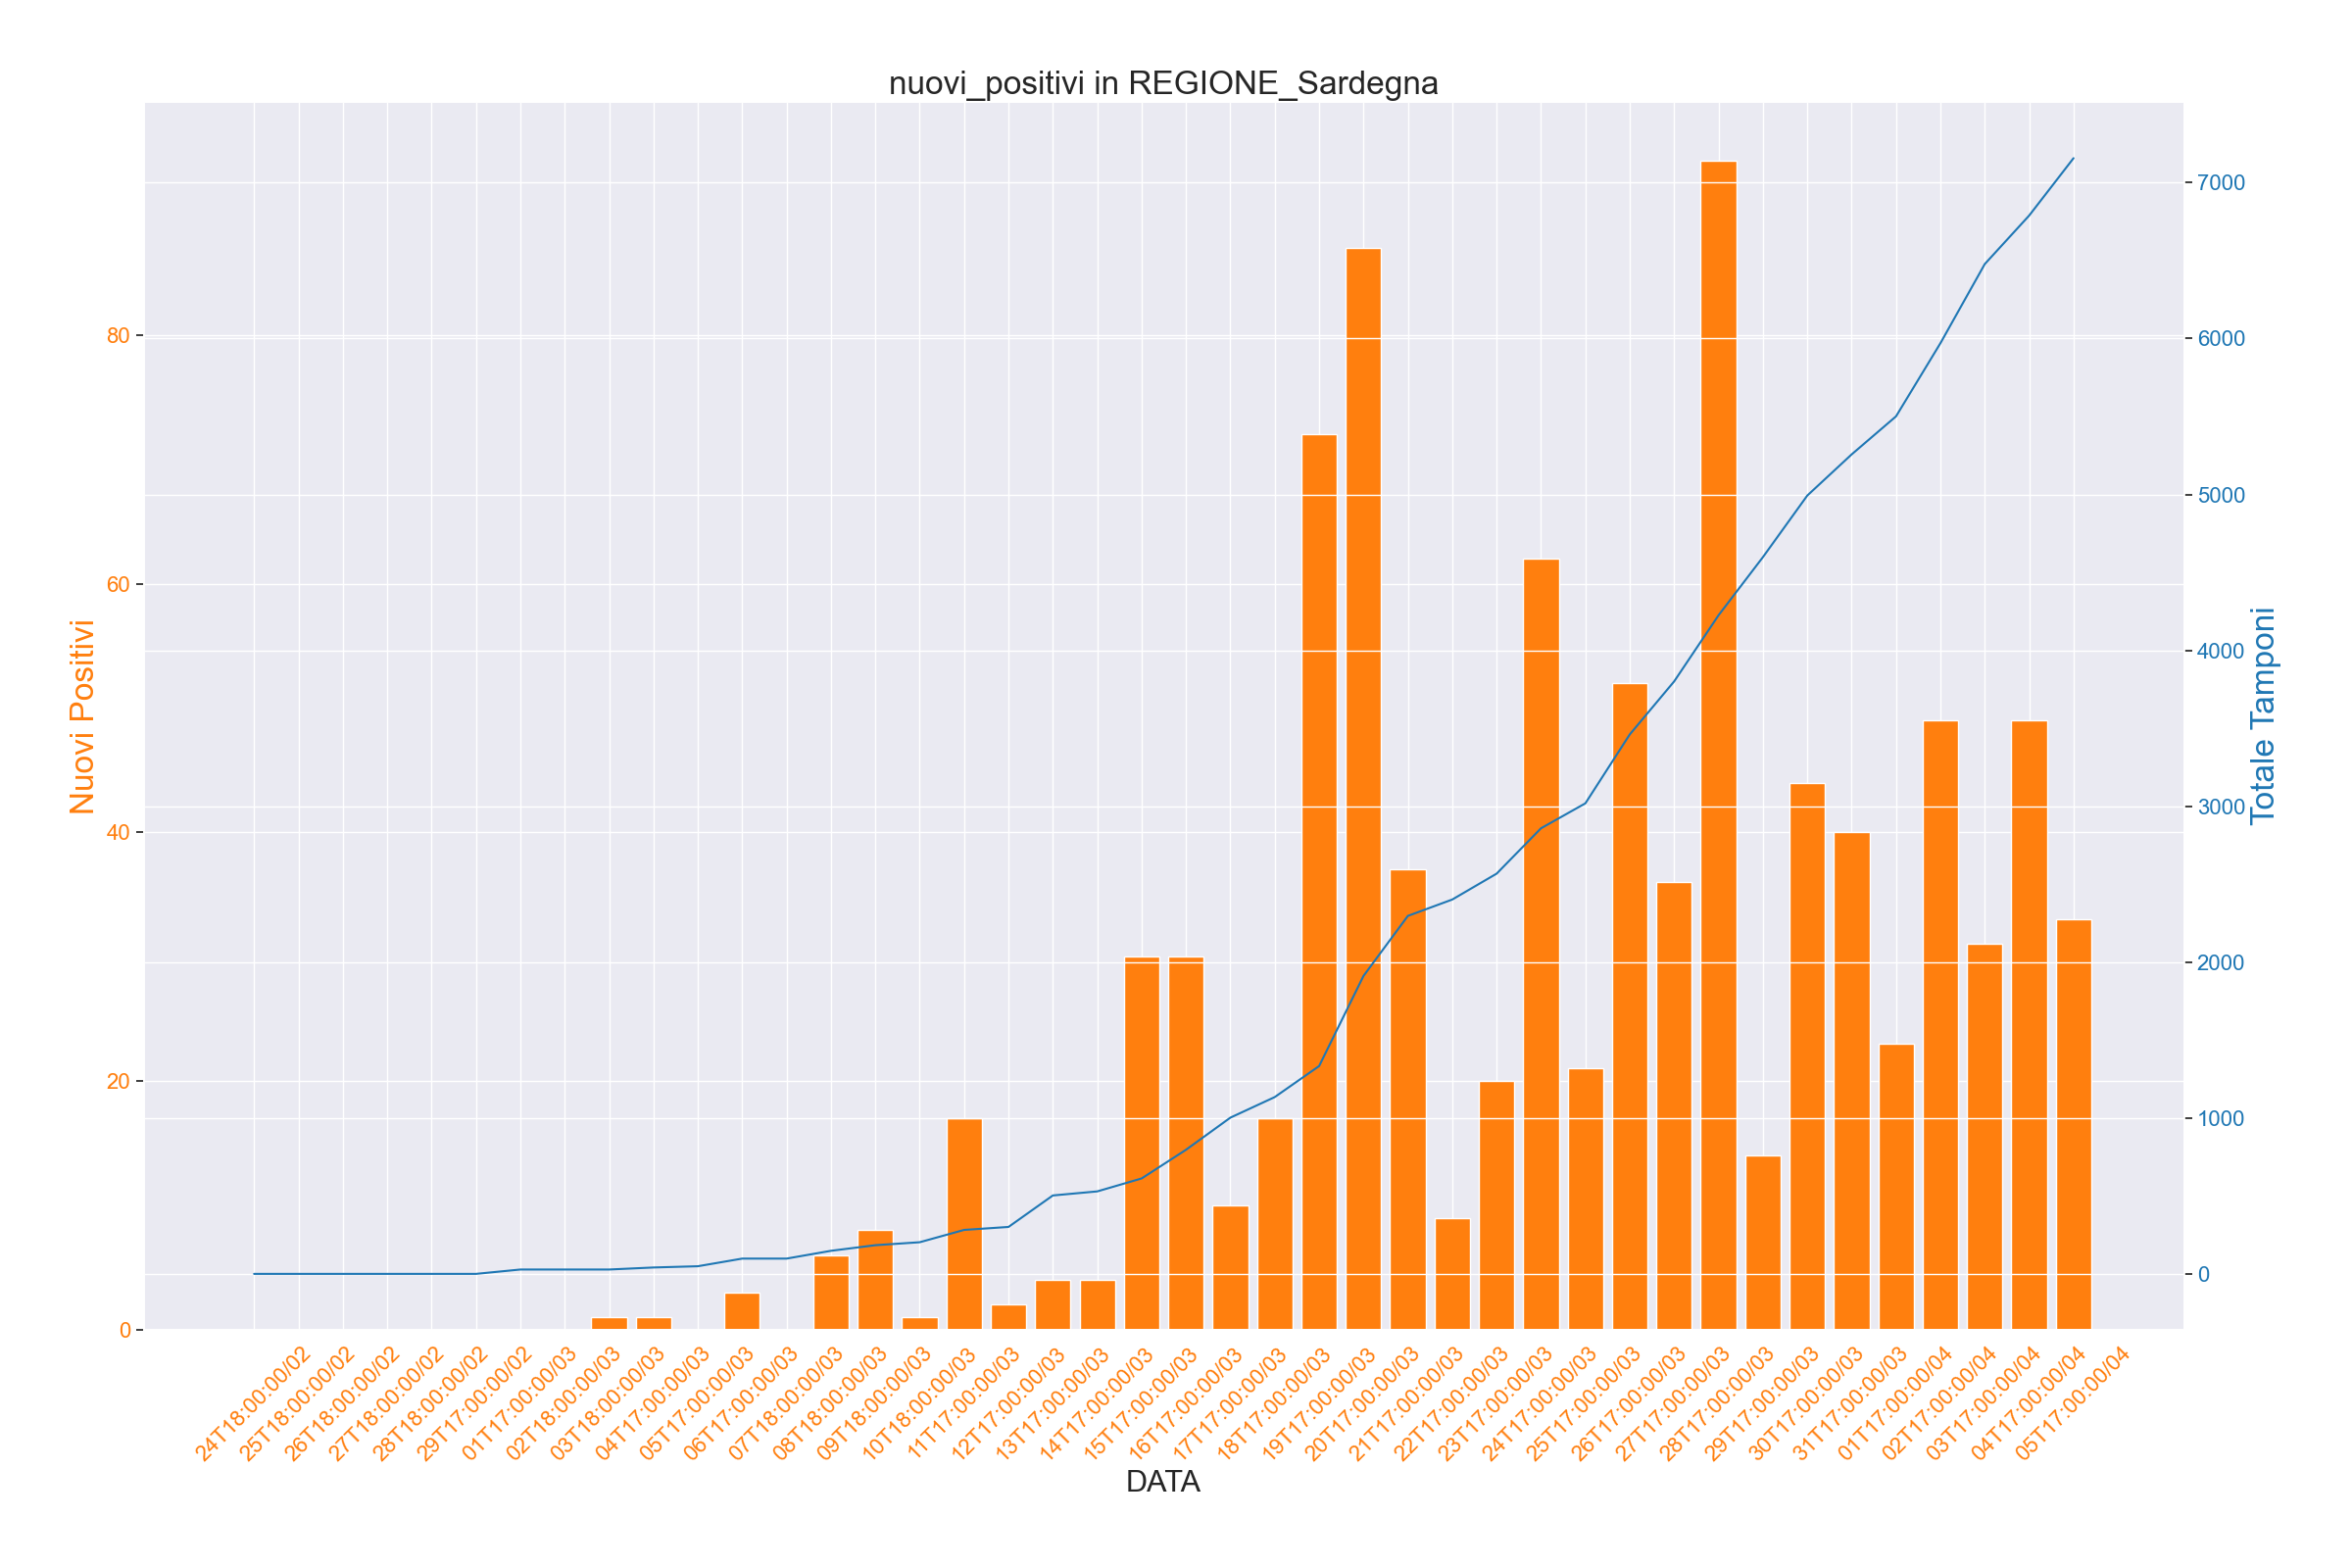 nuovi_positivi in REGIONE_Sardegna
Nuovi Positivi
80
60
40
20
0
7000
6000
5000
4000
3000
2000
1000
0
Totale Tamponi
24T18:00:00/02
25T18:00:00/02
26T18:00:00/02
27T18:00:00/02
28T18:00:00/02
29T17:00:00/02
01T17:00:00/03
02T18:00:00/03
03T18:00:00/03
04T17:00:00/03
05T17:00:00/03
06T17:00:00/03
07T18:00:00/03
08T18:00:00/03
09T18:00:00/03
10T18:00:00/03
11T17:00:00/03
12T17:00:00/03
13T17:00:00/03
14T17:00:00/03
15T17:00:00/03
16T17:00:00/03
17T17:00:00/03
18T17:00:00/03
19T17:00:00/03
20T17:00:00/03
21T17:00:00/03
22T17:00:00/03
23T17:00:00/03
24T17:00:00/03
25T17:00:00/03
26T17:00:00/03
27T17:00:00/03
28T17:00:00/03
29T17:00:00/03
30T17:00:00/03
31T17:00:00/03
01T17:00:00/04
02T17:00:00/04
03T17:00:00/04
04T17:00:00/04
05T17:00:00/04
DATA